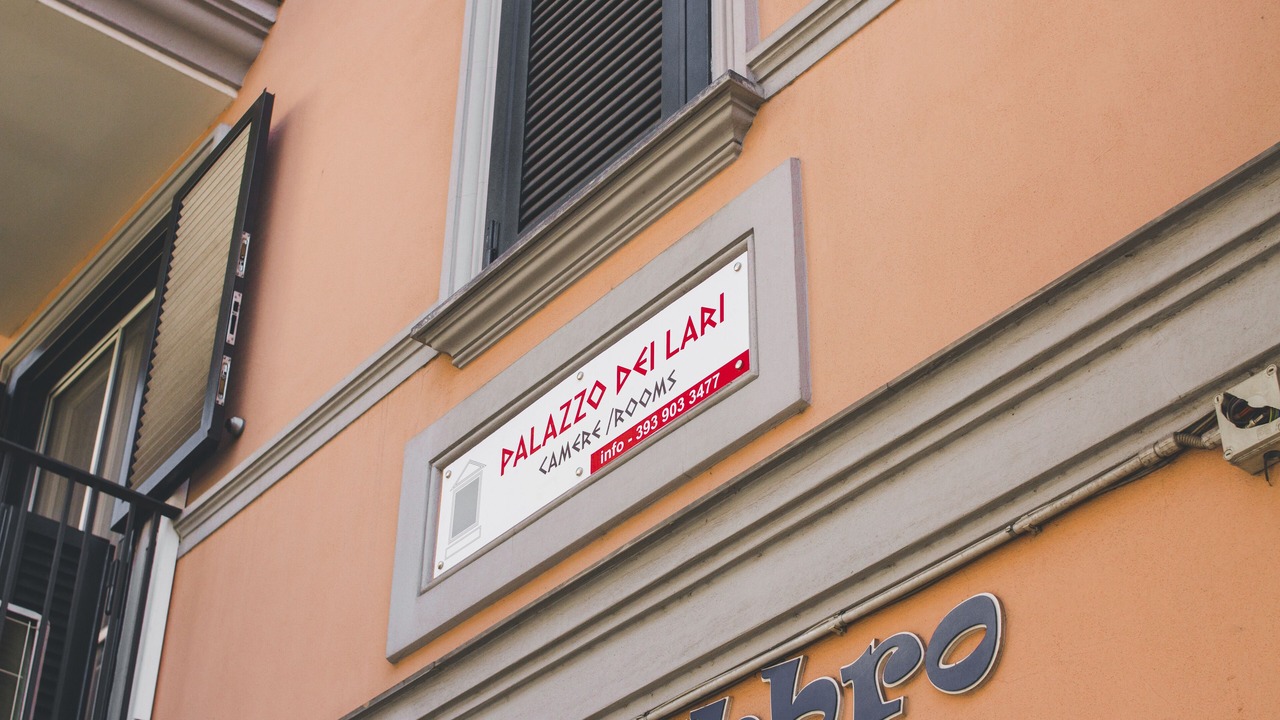 PALAZZO DEI LARI
CAMERE / ROOMS
info - 393 903 3477